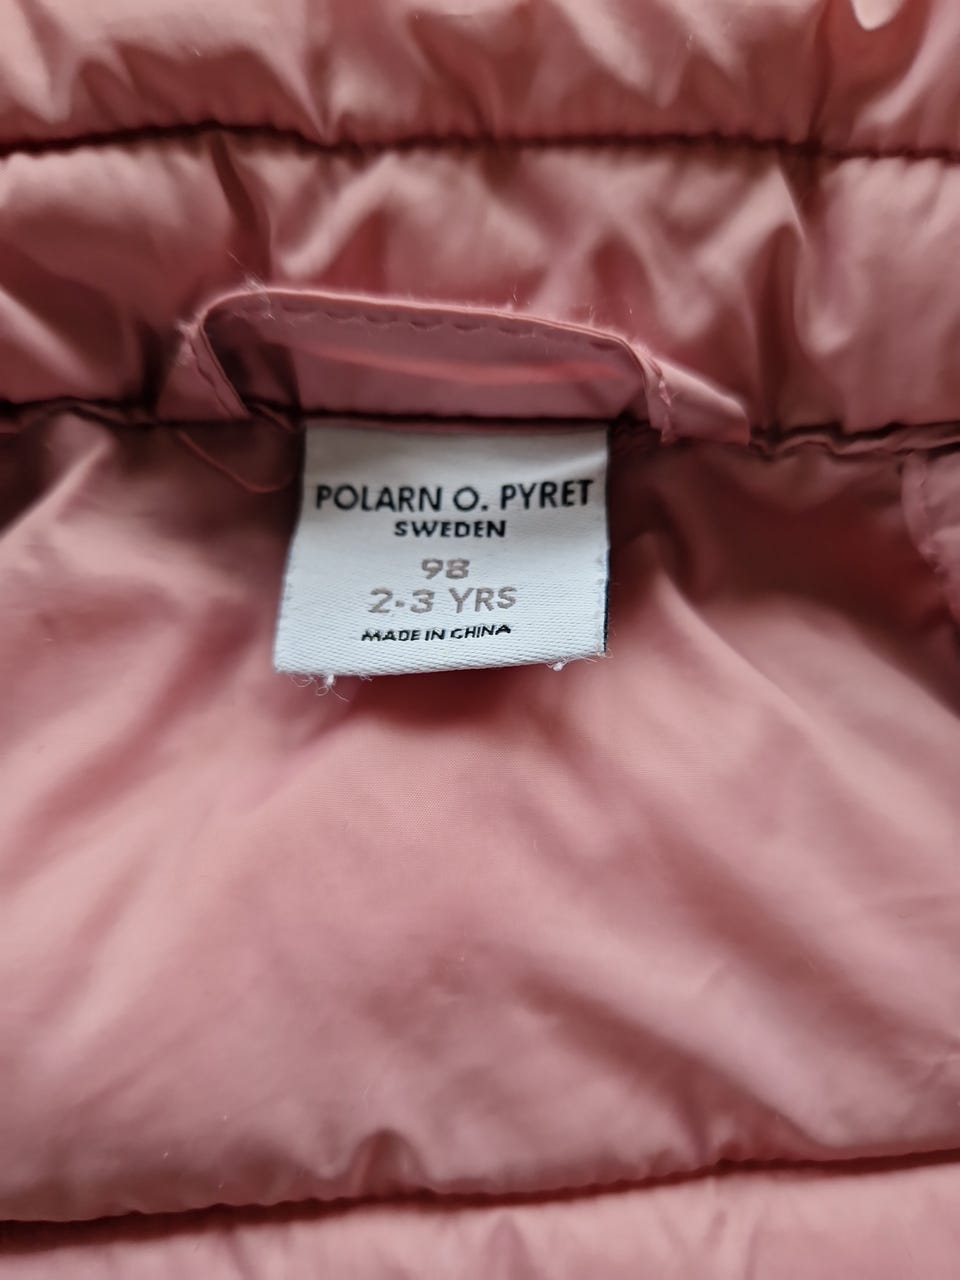 POLARN O. PYRET
SWEDEN
98
2-3 YRS
MADE IN CHINA